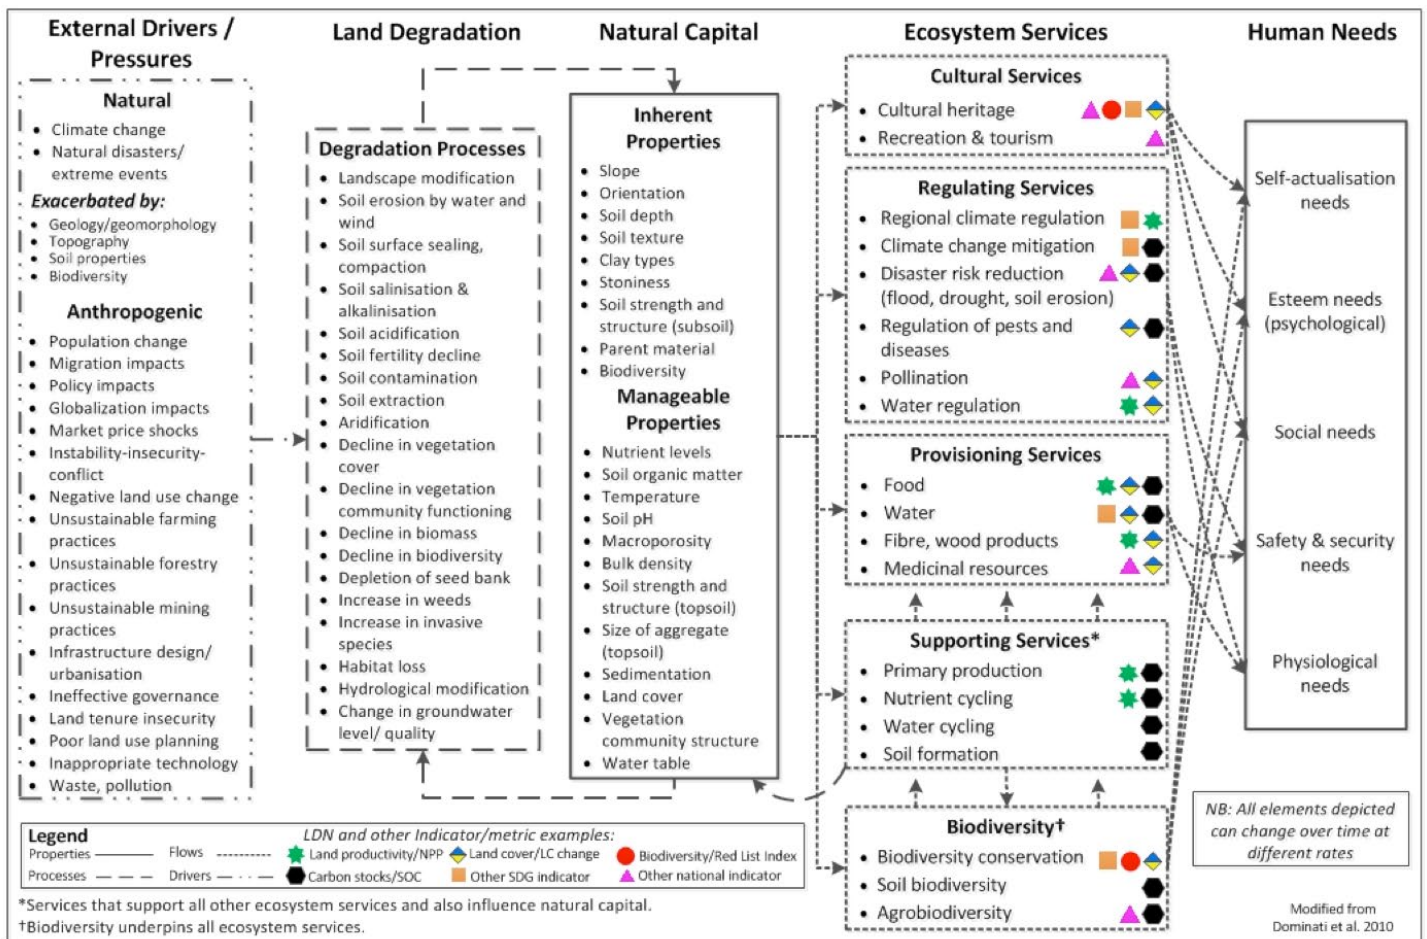 External Drivers /
Pressures
Natural
• Climate change
• Natural disasters/
extreme events
Exacerbated by:
• Geology/geomorphology
• Topography
• Soil properties
• Biodiversity
Anthropogenic
• Population change
• Migration impacts
• Policy impacts
• Globalization impacts
• Market price shocks
• Instability-insecurity-
conflict
• Negative land use change
• Unsustainable farming
practices
• Unsustainable forestry
practices
• Unsustainable mining
practices
• Infrastructure design/
urbanisation
• Ineffective governance
• Land tenure insecurity
• Poor land use planning
• Inappropriate technology
• Waste, pollution
Land Degradation
Degradation Processes
• Landscape modification
• Soil erosion by water and
wind
• Soil surface sealing,
compaction
• Soil salinisation &
alkalinisation
• Soil acidification
• Soil fertility decline
• Soil contamination
• Soil extraction
• Aridification
• Decline in vegetation
cover
• Decline in vegetation
community functioning
• Decline in biomass
• Decline in biodiversity
• Depletion of seed bank
• Increase in weeds
• Increase in invasive
species
• Habitat loss
• Hydrological modification
• Change in groundwater
level/ quality
Natural Capital
Inherent
Properties
• Slope
• Orientation
• Soil depth
• Soil texture
• Clay types
• Stoniness
• Soil strength and
structure (subsoil)
• Parent material
• Biodiversity
Manageable
Properties
• Nutrient levels
• Soil organic matter
• Temperature
• Soil pH
• Macroporosity
• Bulk density
• Soil strength and
structure (topsoil)
• Size of aggregate
(topsoil)
• Sedimentation
• Land cover
• Vegetation
community structure
• Water table
Ecosystem Services
Cultural Services
• Cultural heritage
• Recreation & tourism
Regulating Services
• Regional climate regulation
• Climate change mitigation
• Disaster risk reduction
(flood, drought, soil erosion)
• Regulation of pests and
diseases
• Pollination
• Water regulation
Provisioning Services
• Food
• Water
• Fibre, wood products
• Medicinal resources
Supporting Services*
• Primary production
• Nutrient cycling
• Water cycling
• Soil formation
Biodiversity†
• Biodiversity conservation
• Soil biodiversity
• Agrobiodiversity
Human Needs
Self-actualisation
needs
Esteem needs
(psychological)
Social needs
Safety & security
needs
Physiological
needs
NB: All elements depicted
can change over time at
different rates
Legend
LDN and other Indicator/metric examples:
Properties Flows Land productivity/NPP Land cover/LC change Biodiversity/Red List Index
Processes Drivers Carbon stocks/SOC Other SDG indicator Other national indicator
*Services that support all other ecosystem services and also influence natural capital.
†Biodiversity underpins all ecosystem services.
Modified from
Dominati et al. 2010